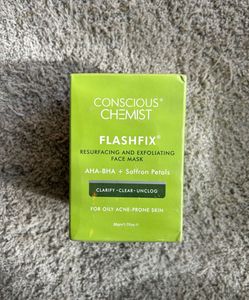 CONSCIOUS®
CHEMIST
FLASHFIX®
RESURFACING AND EXFOLIATING
FACE MASK
AHA-BHA + Saffron Petals
CLARIFY •CLEAR• UNCLOG
FOR OILY ACNE-PRONE SKIN